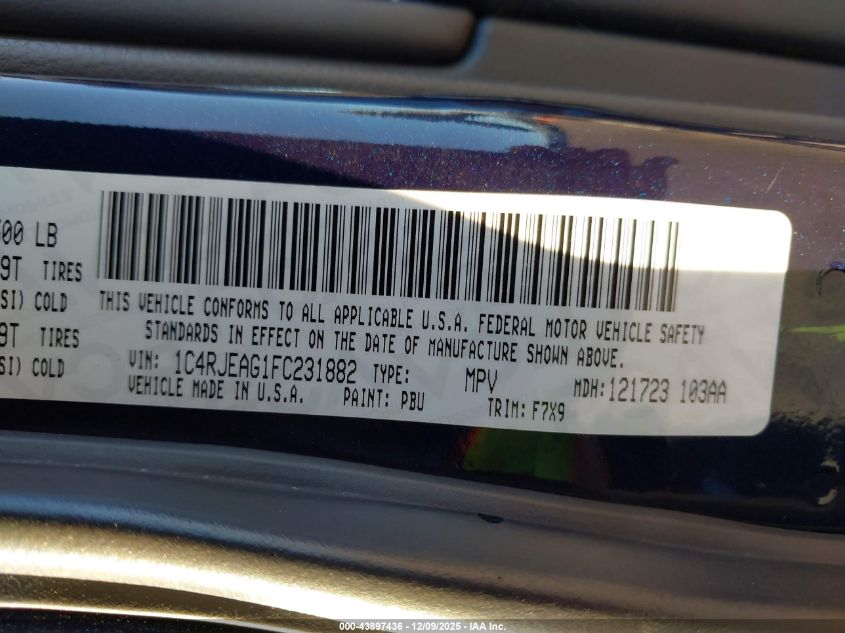 00 LB
9T TIRES
SI) COLD
9T TIRES
SI) COLD
THIS VEHICLE CONFORMS TO ALL APPLICABLE U.S.A. FEDERAL MOTOR VEHICLE SAFETY
STANDARDS IN EFFECT ON THE DATE OF MANUFACTURE SHOWN ABOVE.
VIN: 1C4RJEAG1FC231882 TYPE: MPV MDH: 121723 103AA
VEHICLE MADE IN U.S.A. PAINT: PBU TRIM: F7X9
000-43897436 - 12/09/2025 - IAA Inc.